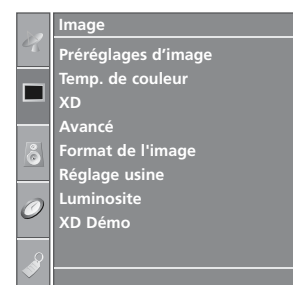 Image
Préréglages d’image
Temp. de couleur
XD
Avancé
Format de l'image
Réglage usine
Luminosite
XD Démo